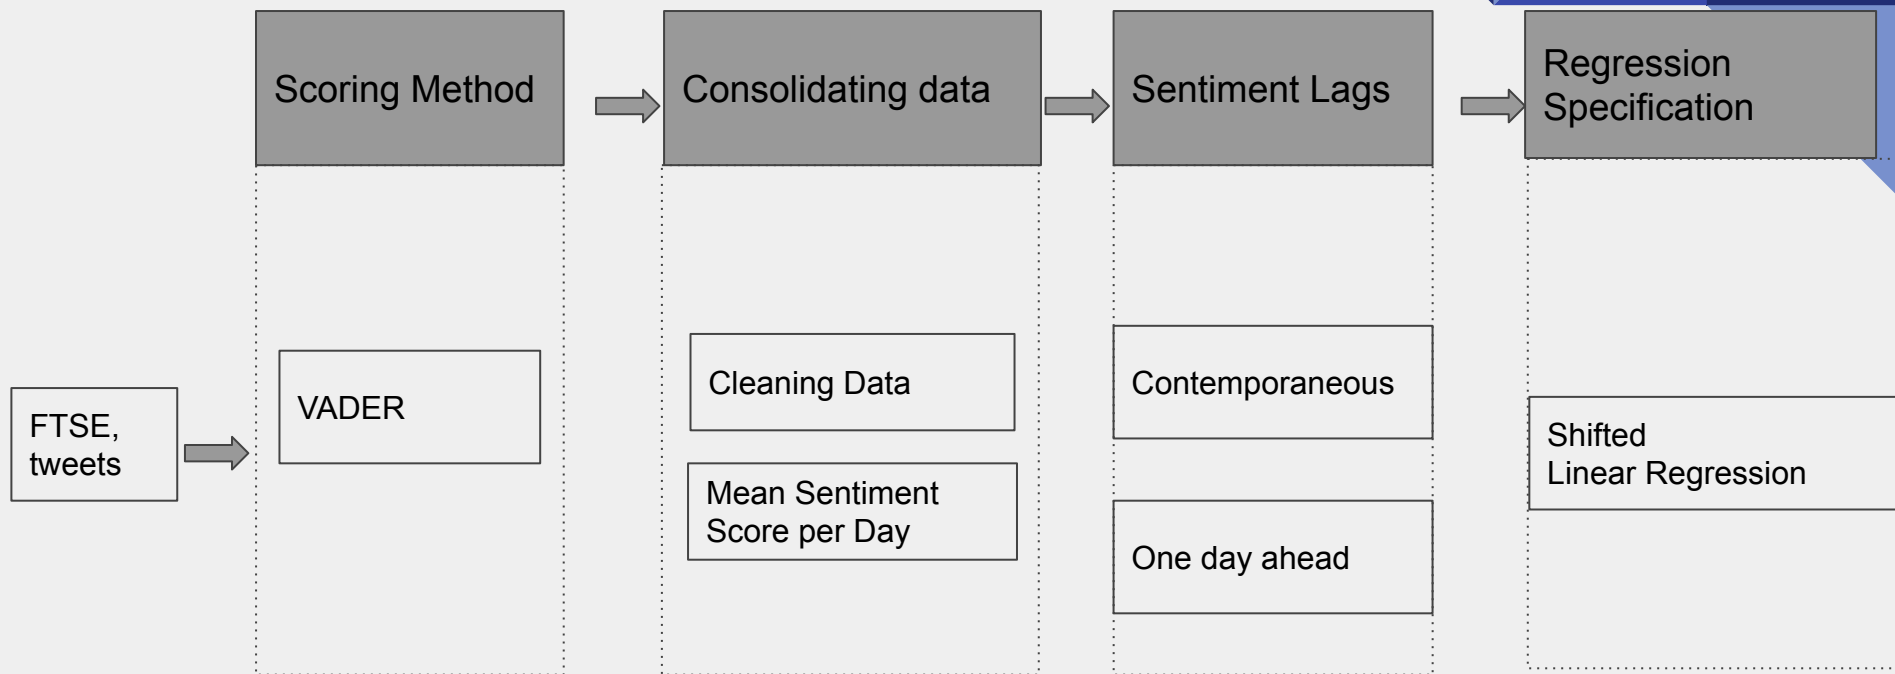 Scoring Method
Consolidating data
Sentiment Lags
Regression
Specification
FTSE,
tweets
VADER
Cleaning Data
Mean Sentiment
Score per Day
Contemporaneous
One day ahead
Shifted
Linear Regression